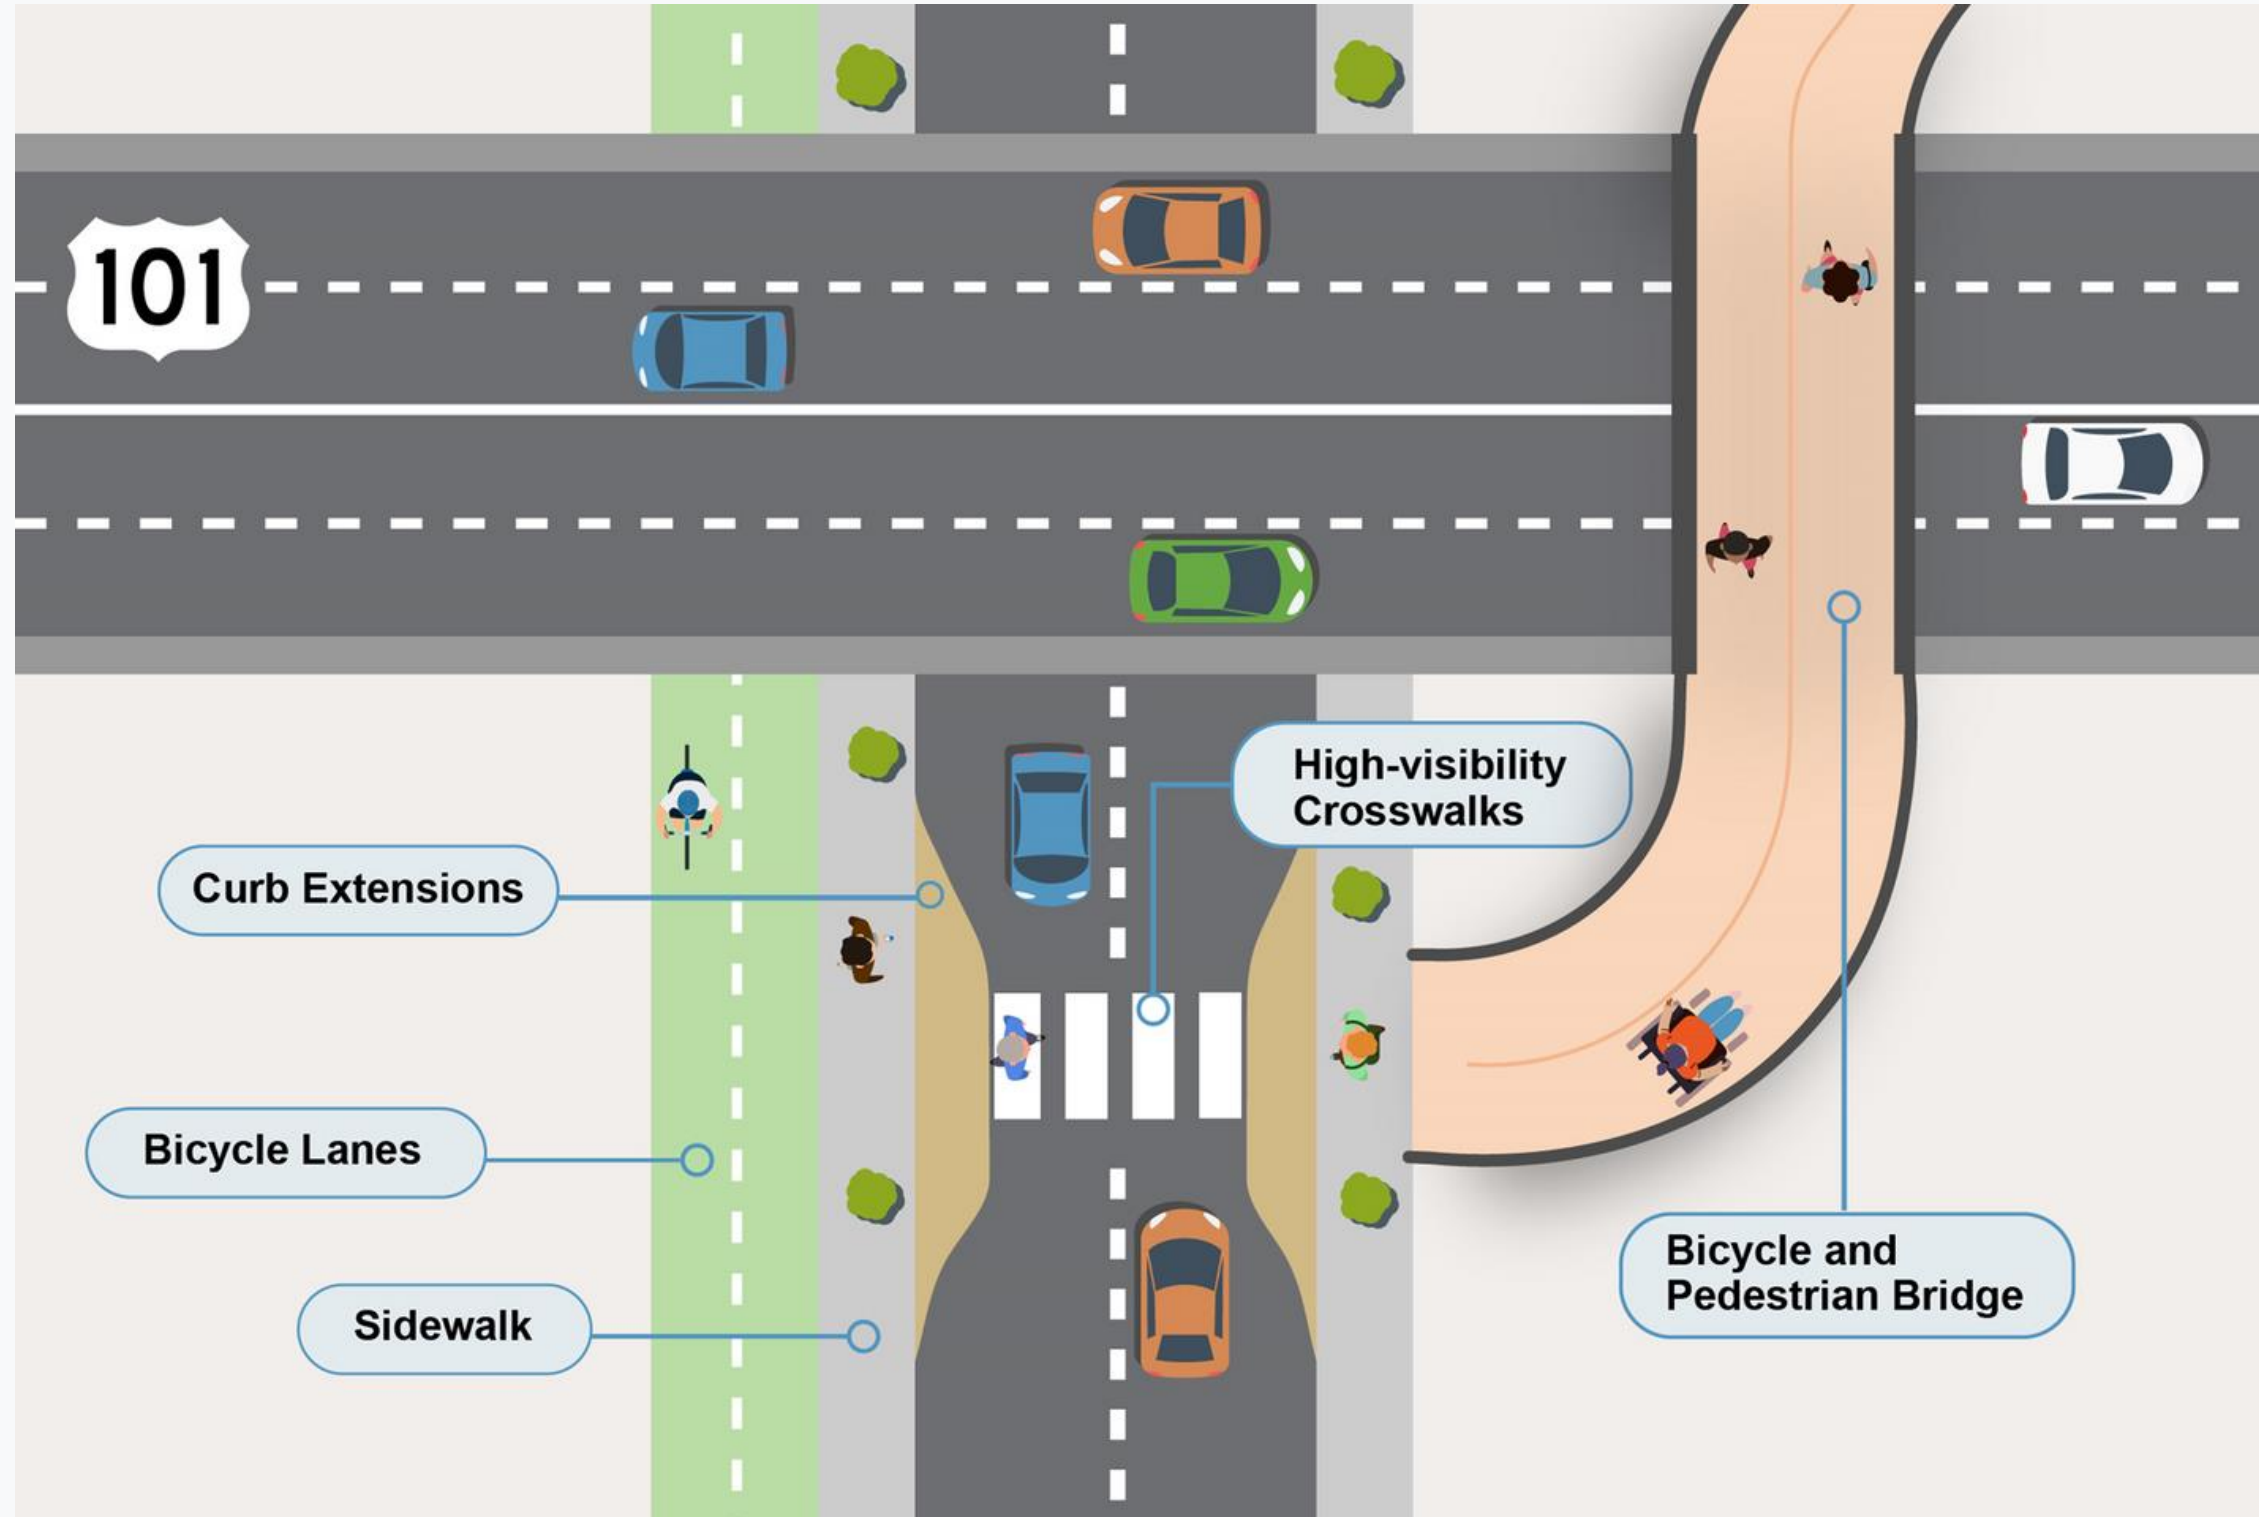 101
High-visibility
Crosswalks
Curb Extensions
Bicycle Lanes
Sidewalk
Bicycle and
Pedestrian Bridge